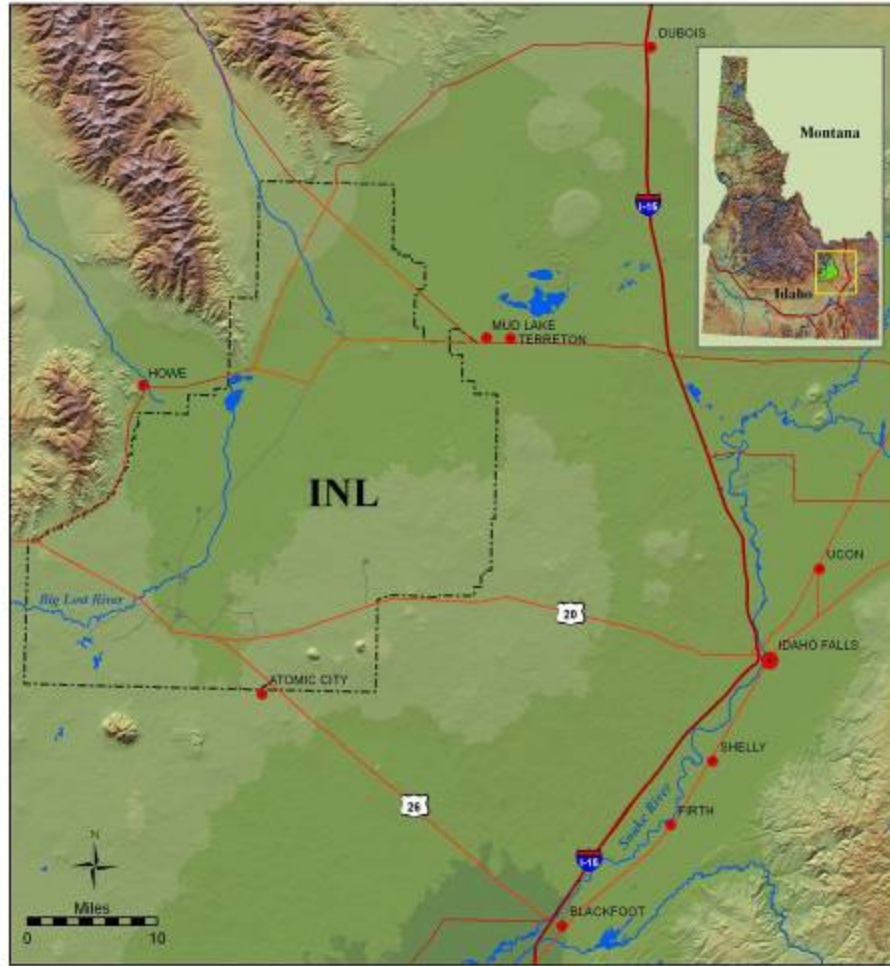 DUBOIS
Montana
Idaho
I-15
MUD LAKE
TERRETON
HOWE
INL
UCON
Big Lost River
20
IDAHO FALLS
ATOMIC CITY
SHELLY
26
Snake River
FIRTH
N
I-15
Miles
0 10
BLACKFOOT